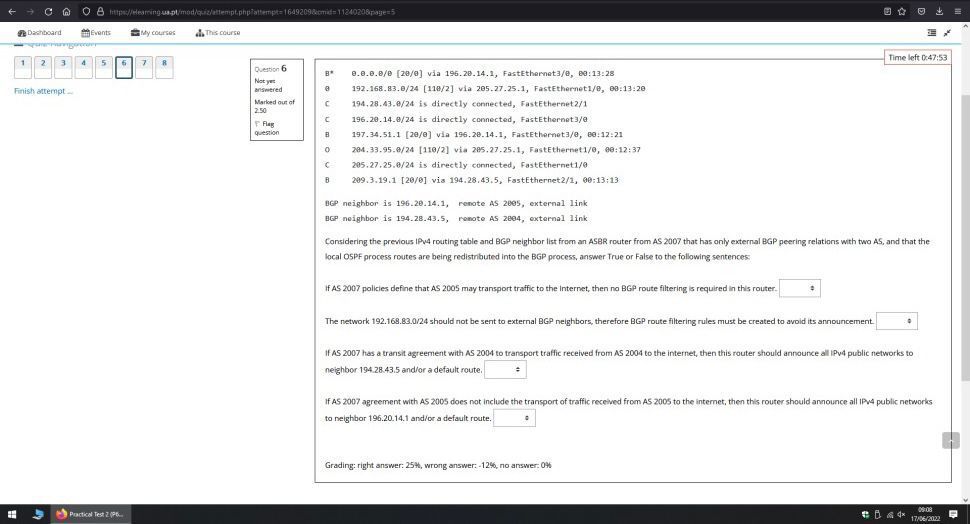 https://elearning.ua.pt/mod/quiz/attempt.php?attempt=1649209&cmid=1124020&page=5
Dashboard Events My courses This course
Quiz navigation
1 2 3 4 5 6 7 8
Finish attempt ...
Time left 0:47:53
Question 6
Not yet
answered
Marked out of
2.50
Flag
question
B* 0.0.0.0/0 [20/0] via 196.20.14.1, FastEthernet3/0, 00:13:28
O 192.168.83.0/24 [110/2] via 205.27.25.1, FastEthernet1/0, 00:13:20
C 194.28.43.0/24 is directly connected, FastEthernet2/1
C 196.20.14.0/24 is directly connected, FastEthernet3/0
B 197.34.51.1 [20/0] via 196.20.14.1, FastEthernet3/0, 00:12:21
O 204.33.95.0/24 [110/2] via 205.27.25.1, FastEthernet1/0, 00:12:37
C 205.27.25.0/24 is directly connected, FastEthernet1/0
B 209.3.19.1 [20/0] via 194.28.43.5, FastEthernet2/1, 00:13:13
BGP neighbor is 196.20.14.1, remote AS 2005, external link
BGP neighbor is 194.28.43.5, remote AS 2004, external link
Considering the previous IPv4 routing table and BGP neighbor list from an ASBR router from AS 2007 that has only external BGP peering relations with two AS, and that the
local OSPF process routes are being redistributed into the BGP process, answer True or False to the following sentences:
If AS 2007 policies define that AS 2005 may transport traffic to the Internet, then no BGP route filtering is required in this router.
The network 192.168.83.0/24 should not be sent to external BGP neighbors, therefore BGP route filtering rules must be created to avoid its announcement.
If AS 2007 has a transit agreement with AS 2004 to transport traffic received from AS 2004 to the internet, then this router should announce all IPv4 public networks to
neighbor 194.28.43.5 and/or a default route.
If AS 2007 agreement with AS 2005 does not include the transport of traffic received from AS 2005 to the internet, then this router should announce all IPv4 public networks
to neighbor 196.20.14.1 and/or a default route.
Grading: right answer: 25%, wrong answer: -12%, no answer: 0%
Practical Test 2 (P6...
09:08
17/06/2022